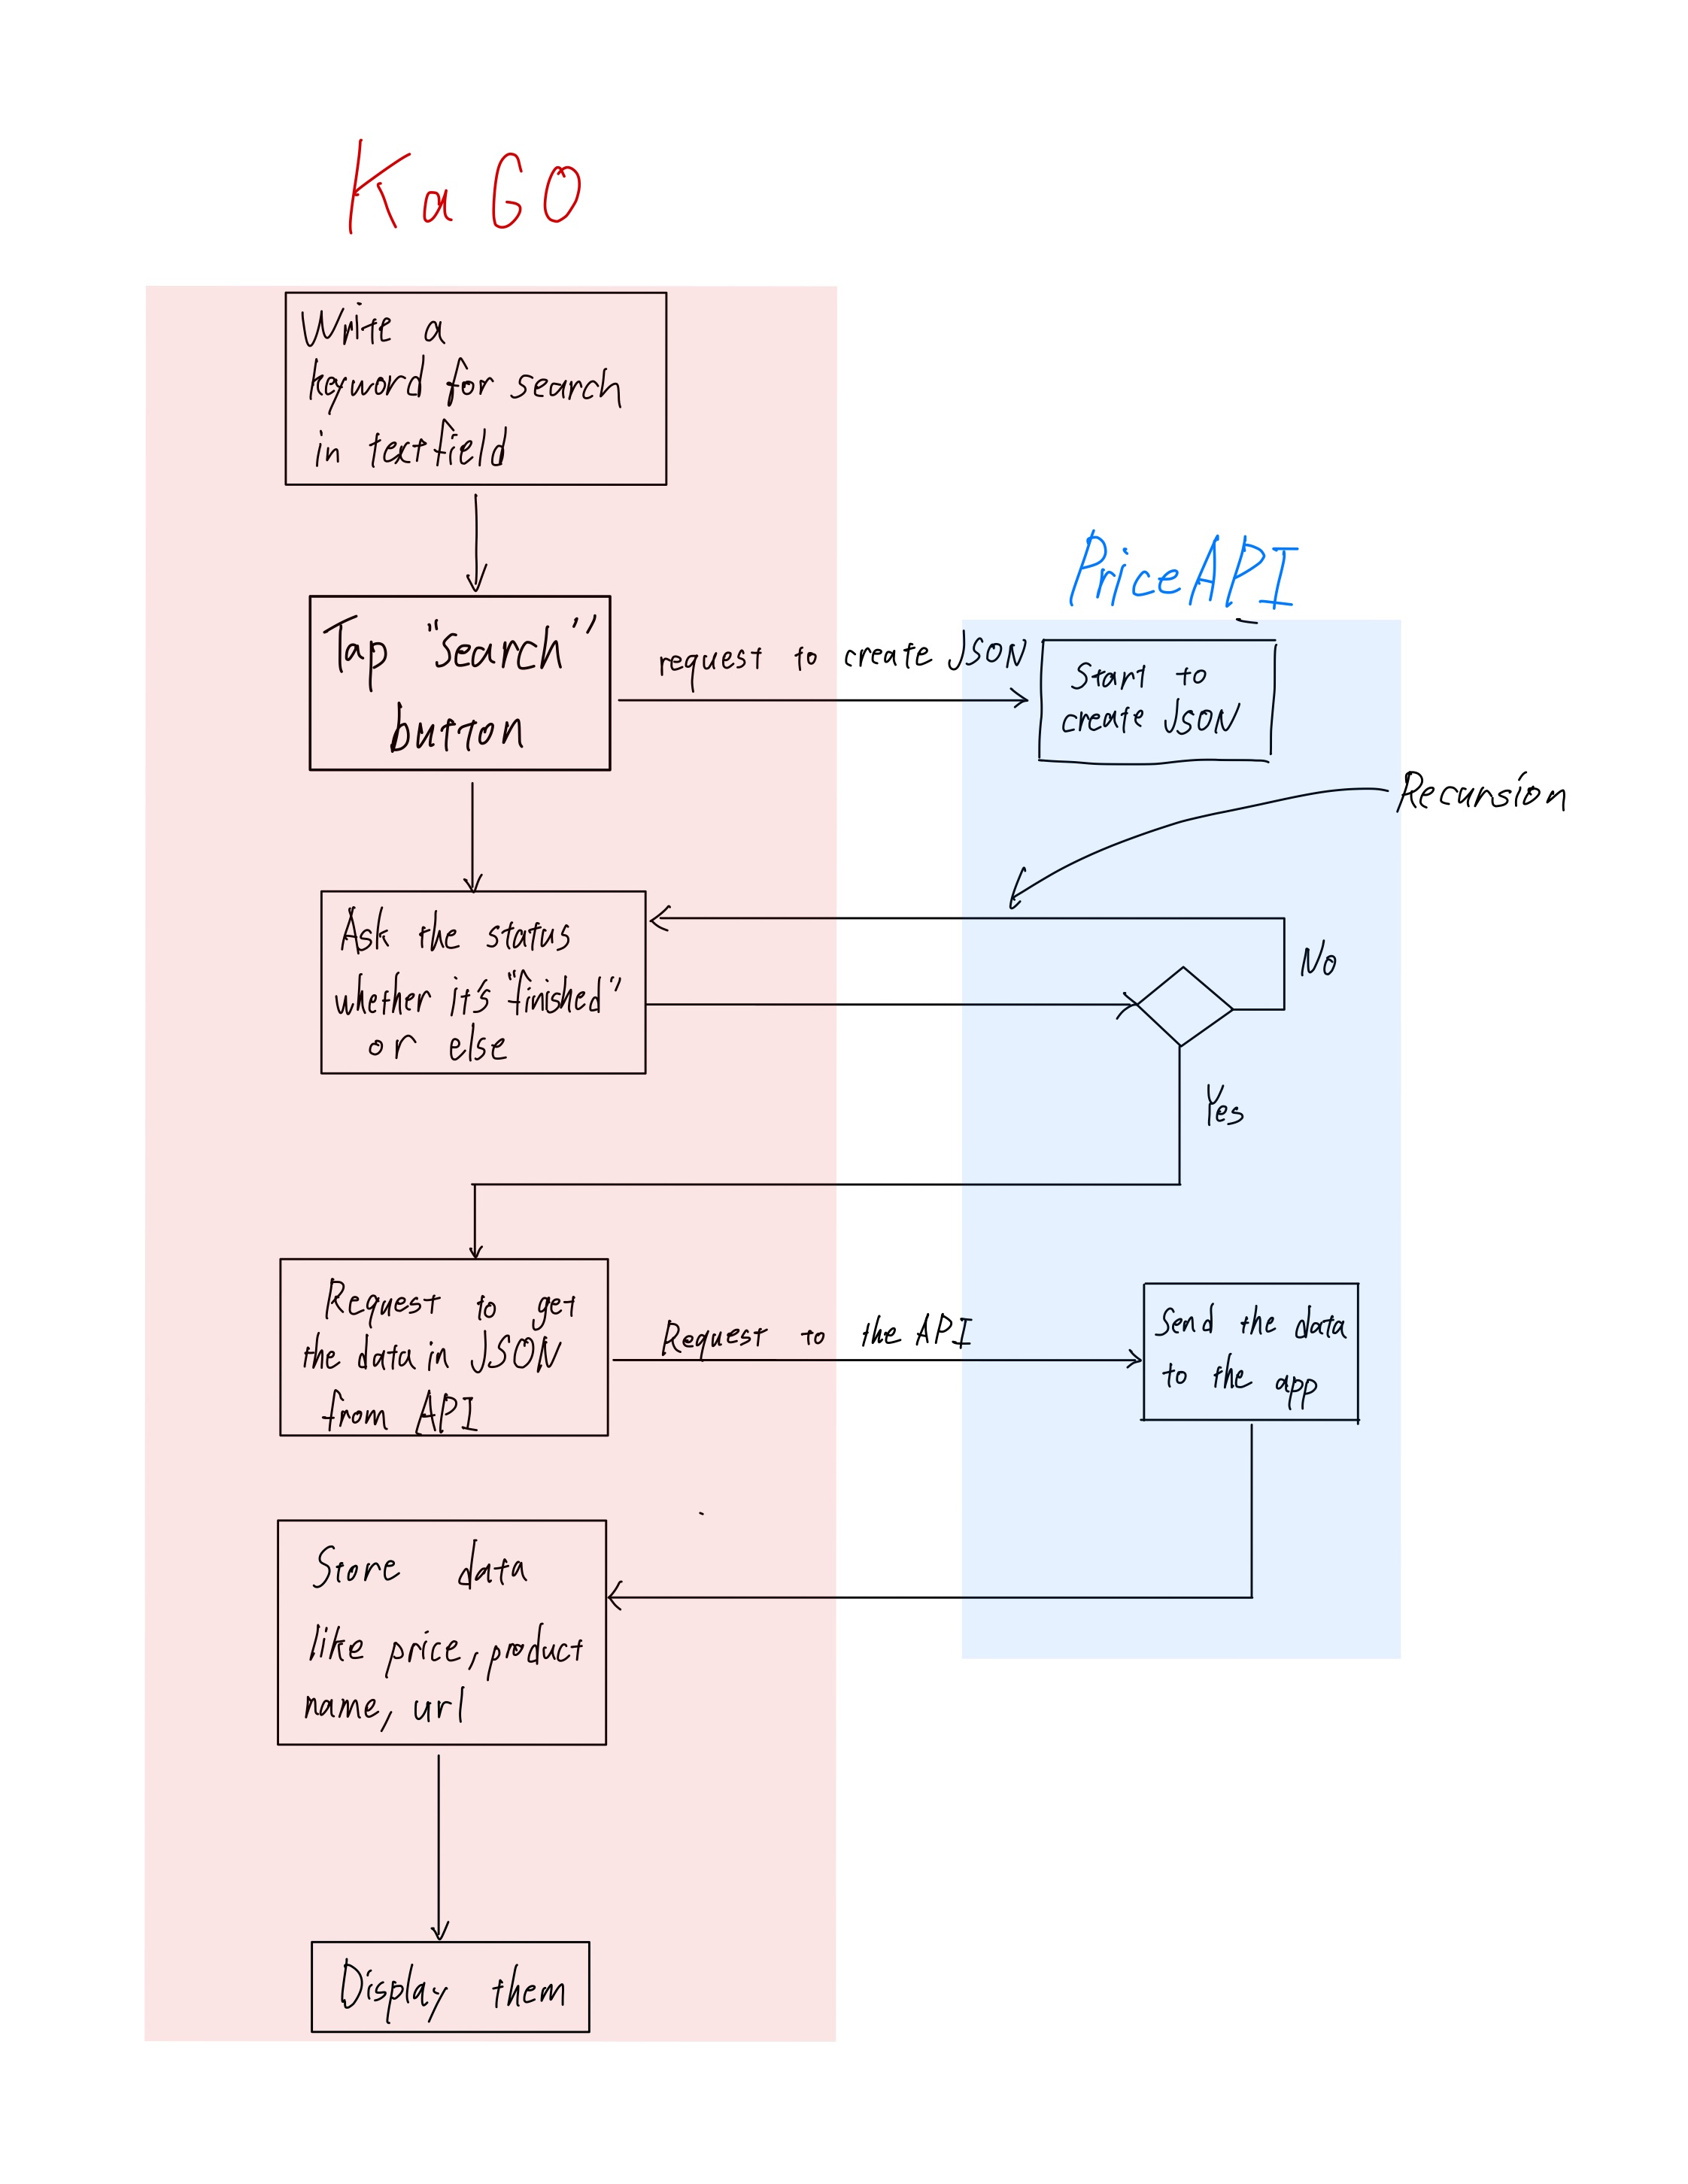 KaGO
Write a
keyword for search
in textfield
PriceAPI
Tap "search"
button
request to create JSON
Start to
create JSON
Recursion
Ask the status
whether it's "finished"
or else
No
Yes
Request to get
the data in JSON
from API
Request to the API
Send the data
to the app
Store data
like price, product
name, url
Display them